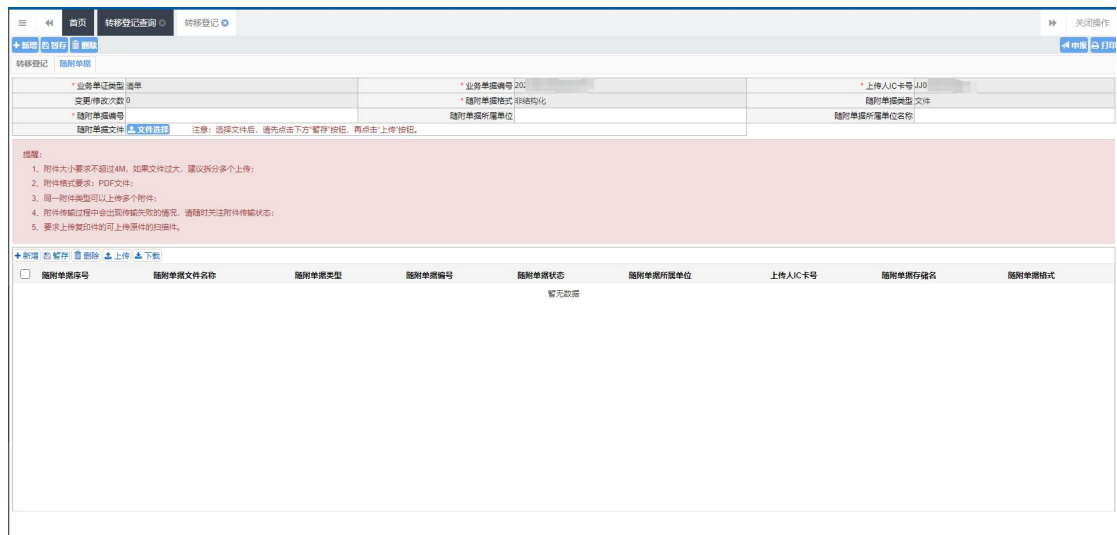 首页 转移登记查询 转移登记 关闭操作
新增 暂存 删除 申报 打印
转移登记 随附单据
* 业务单证类型 清单 * 业务单据编号 202 * 上传人IC卡号 JJ0
变更/修改次数 0 * 随附单据格式 非结构化 随附单据类型 文件
* 随附单据编号 随附单据所属单位 随附单据所属单位名称
随附单据文件 文件选择 注意:选择文件后,请先点击下方"暂存"按钮,再点击"上传"按钮。
提醒:
1、附件大小要求不超过4M,如果文件过大,建议拆分多个上传;
2、附件格式要求:PDF文件;
3、同一附件类型可以上传多个附件;
4、附件传输过程中会出现传输失败的情况,请随时关注附件传输状态;
5、要求上传复印件的可上传原件的扫描件。
新增 暂存 删除 上传 下载
随附单据序号 随附单据文件名称 随附单据类型 随附单据编号 随附单据状态 随附单据所属单位 上传人IC卡号 随附单据存储名 随附单据格式
暂无数据